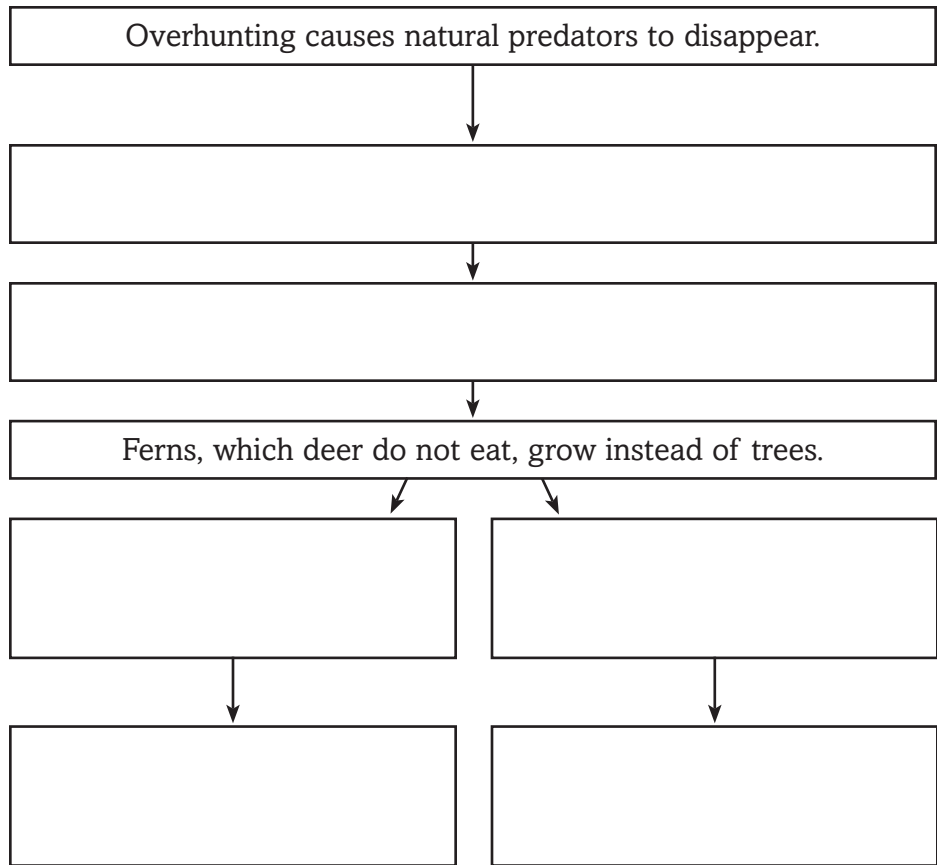 Overhunting causes natural predators to disappear.
Ferns, which deer do not eat, grow instead of trees.